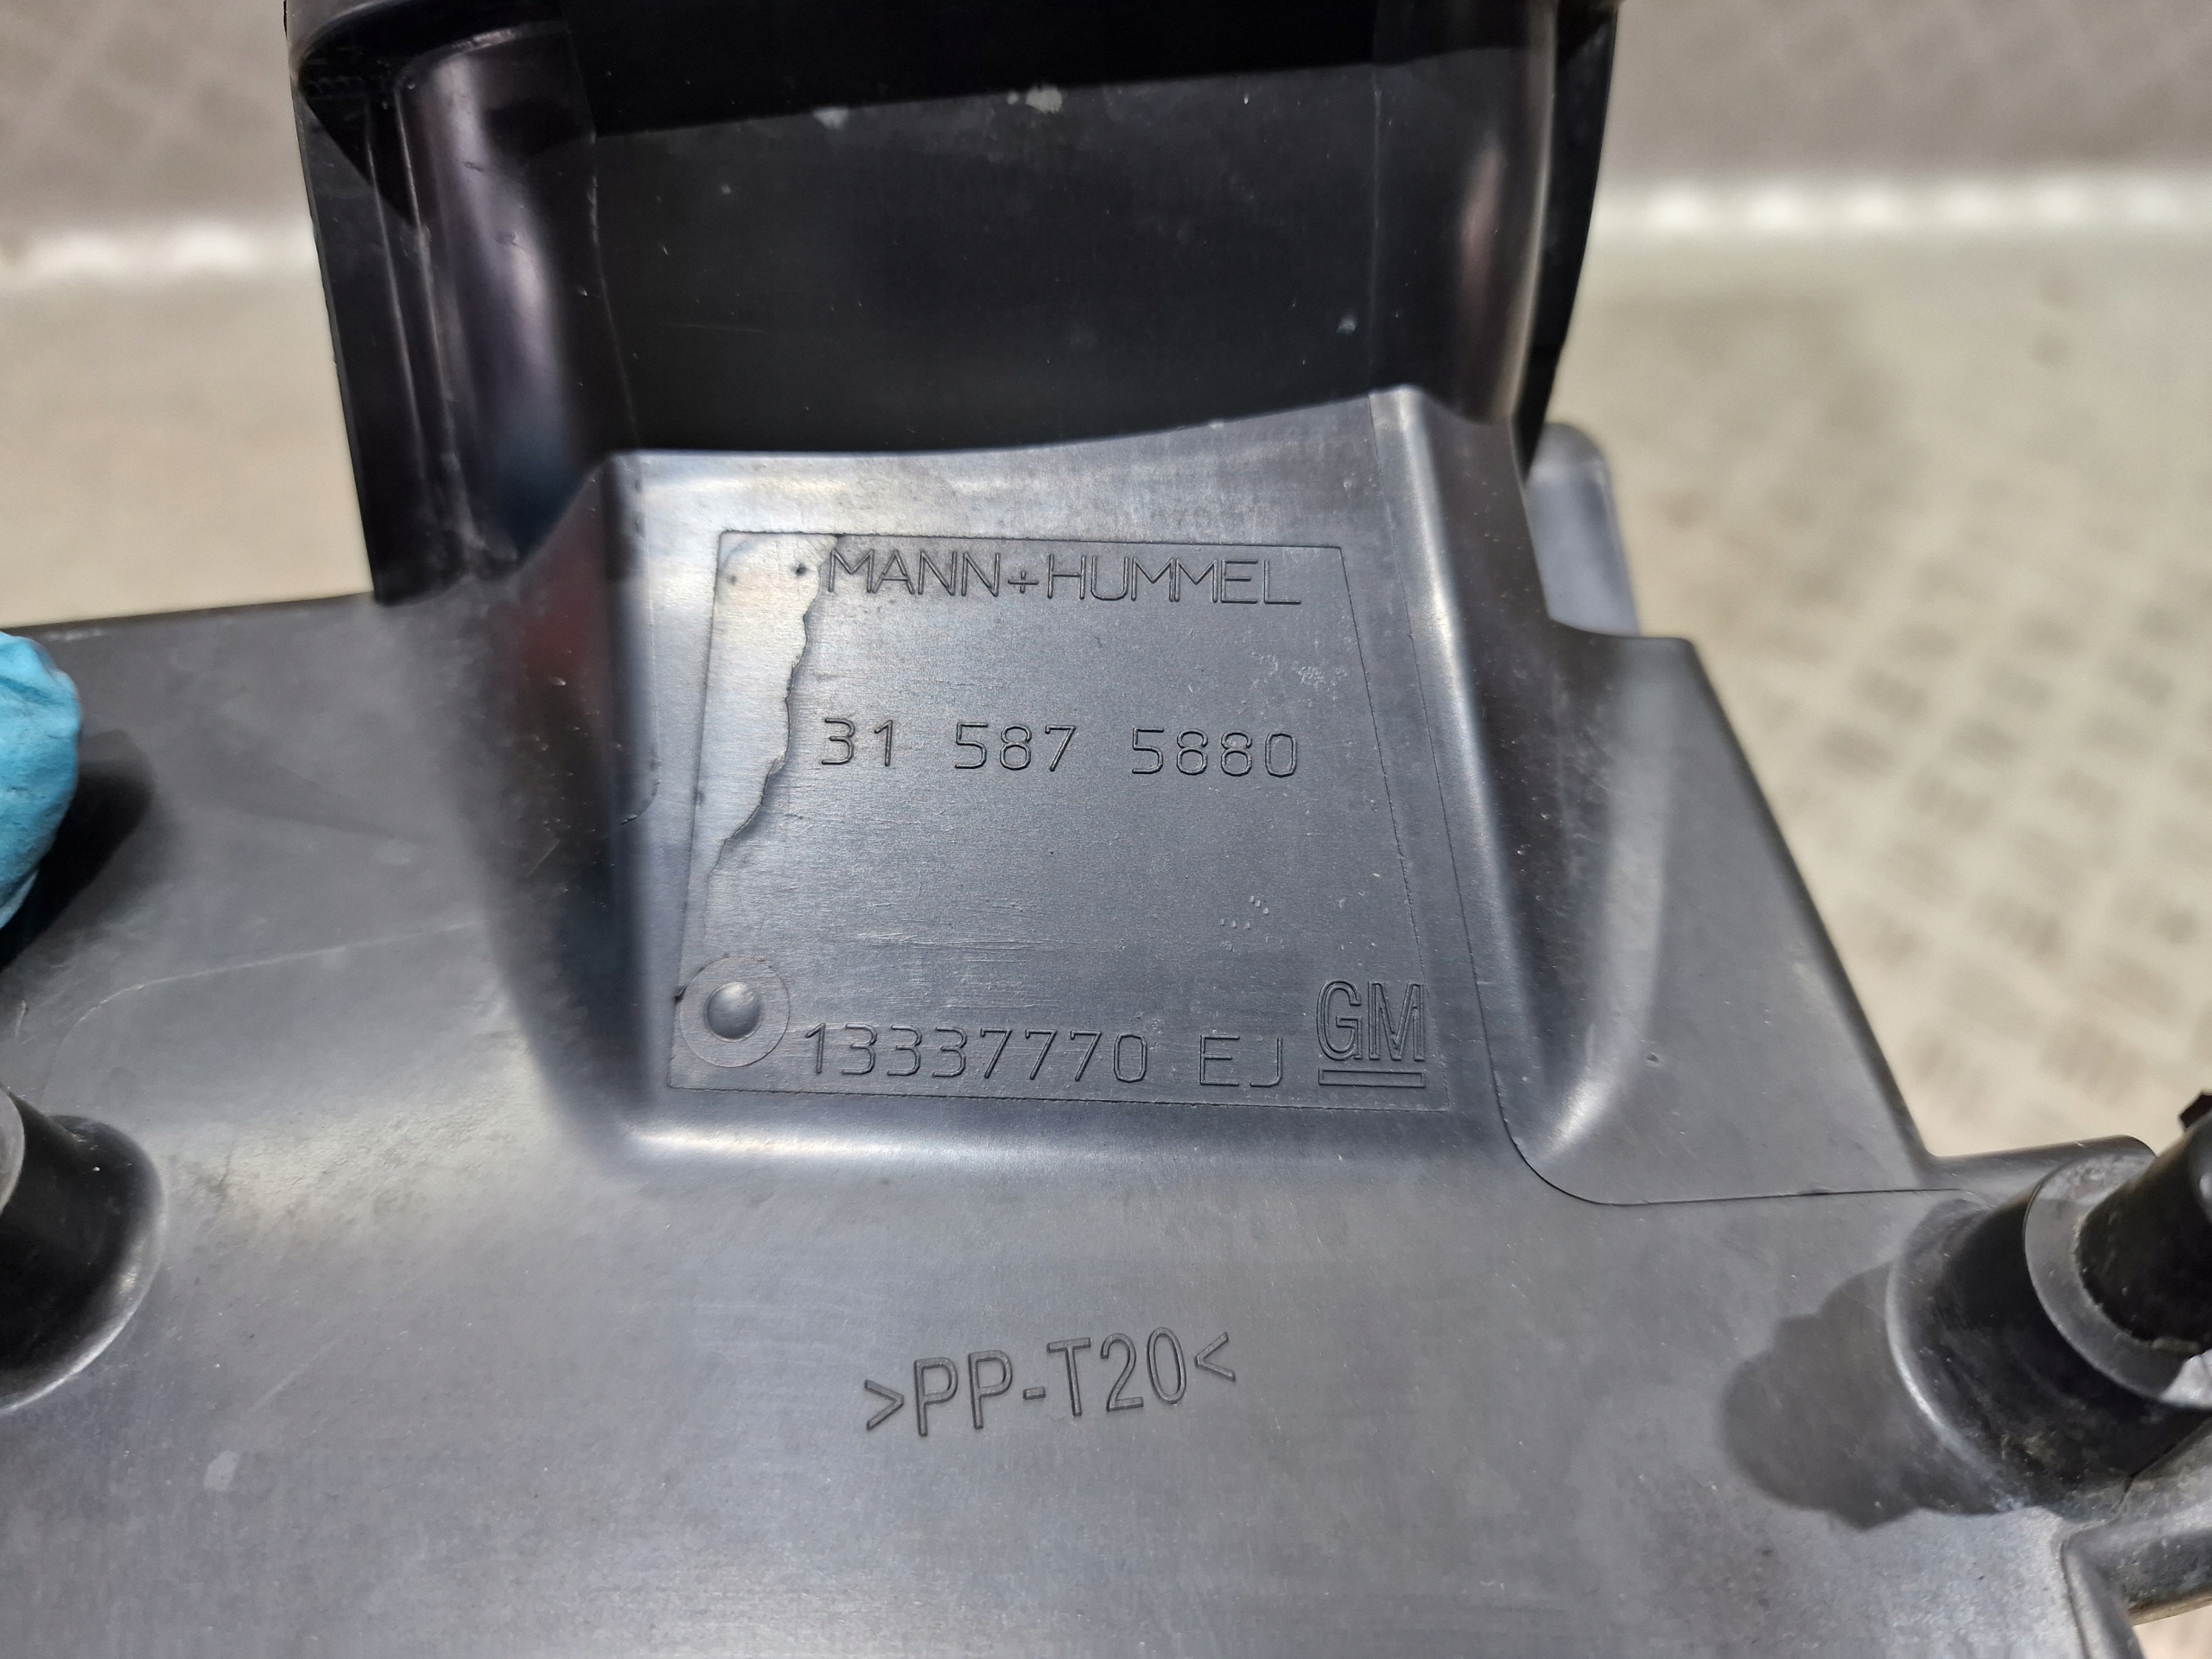 MANN+HUMMEL
31 587 5880
13337770 EJ GM
>PP-T20<